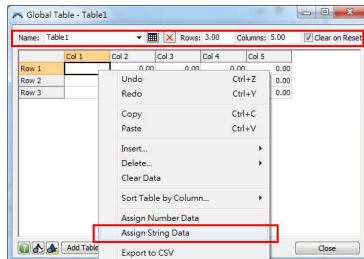 Global Table - Table1
Name: Table1 Rows: 3.00 Columns: 5.00 Clear on Reset
Col 1 Col 2 Col 3 Col 4 Col 5
Row 1 0.00 0.00 0.00 0.00
Row 2 0.00
Row 3 0.00
Undo Ctrl+Z
Redo Ctrl+Y
Copy Ctrl+C
Paste Ctrl+V
Insert...
Delete...
Clear Data
Sort Table by Column...
Assign Number Data
Assign String Data
Export to CSV
Add Table Close